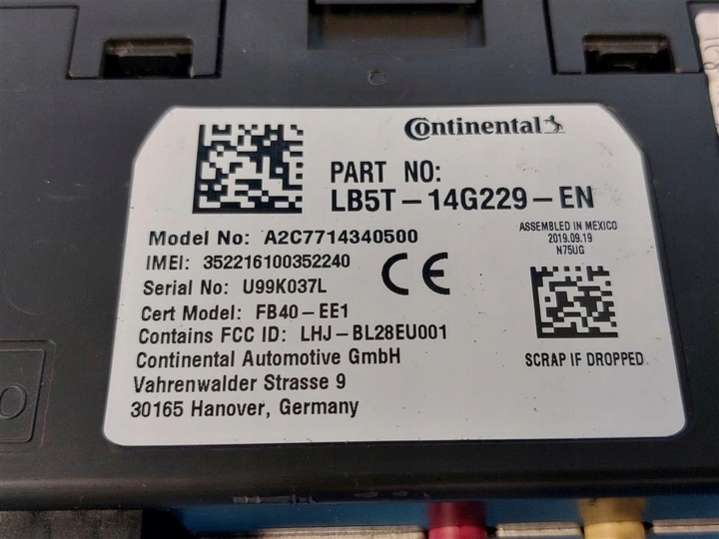 Continental
PART NO:
LB5T-14G229-EN
Model No: A2C7714340500
IMEI: 352216100352240
Serial No: U99K037L
Cert Model: FB40-EE1
Contains FCC ID: LHJ-BL28EU001
Continental Automotive GmbH
Vahrenwalder Strasse 9
30165 Hanover, Germany
CE
ASSEMBLED IN MEXICO
2019.09.19
N75UG
SCRAP IF DROPPED